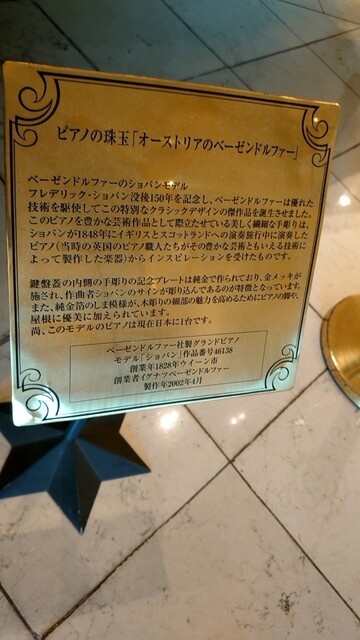 ピアノの珠玉「オーストリアのベーゼンドルファー」
ベーゼンドルファーのショパンモデル
フレデリック・ショパン没後150年を記念し、ベーゼンドルファーは優れた
技術を駆使してこの特別なクラシックデザインの傑作品を誕生させました。
このピアノを豊かな芸術作品として際立たせている美しく繊細な手彫りは、
ショパンが1848年にイギリスとスコットランドへの演奏旅行中に演奏した
ピアノ(当時の英国のピアノ職人たちがその豊かな芸術ともいえる技術に
よって製作した楽器)からインスピレーションを受けたものです。
鍵盤蓋の内側の手彫りの記念プレートは純金で作られており、金メッキが
施され、作曲者ショパンのサインが彫り込んであるのが特徴となっています。
また、純金箔のしま模様が、木彫りの細部の魅力を高めるためにピアノの脚や、
屋根に優美に加えられています。
尚、このモデルのピアノは現在日本に1台です。
ベーゼンドルファー社製グランドピアノ
モデル「ショパン」作品番号46138
創業年1828年ウイーン市
創業者イグナツベーゼンドルファー
製作年2002年4月